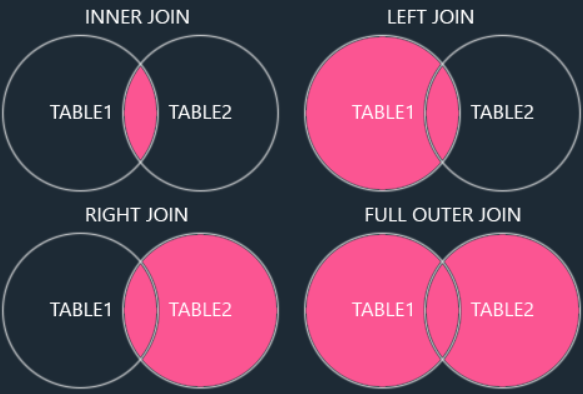 INNER JOIN
LEFT JOIN
TABLE1 TABLE2
TABLE1 TABLE2
RIGHT JOIN
FULL OUTER JOIN
TABLE1 TABLE2
TABLE1 TABLE2